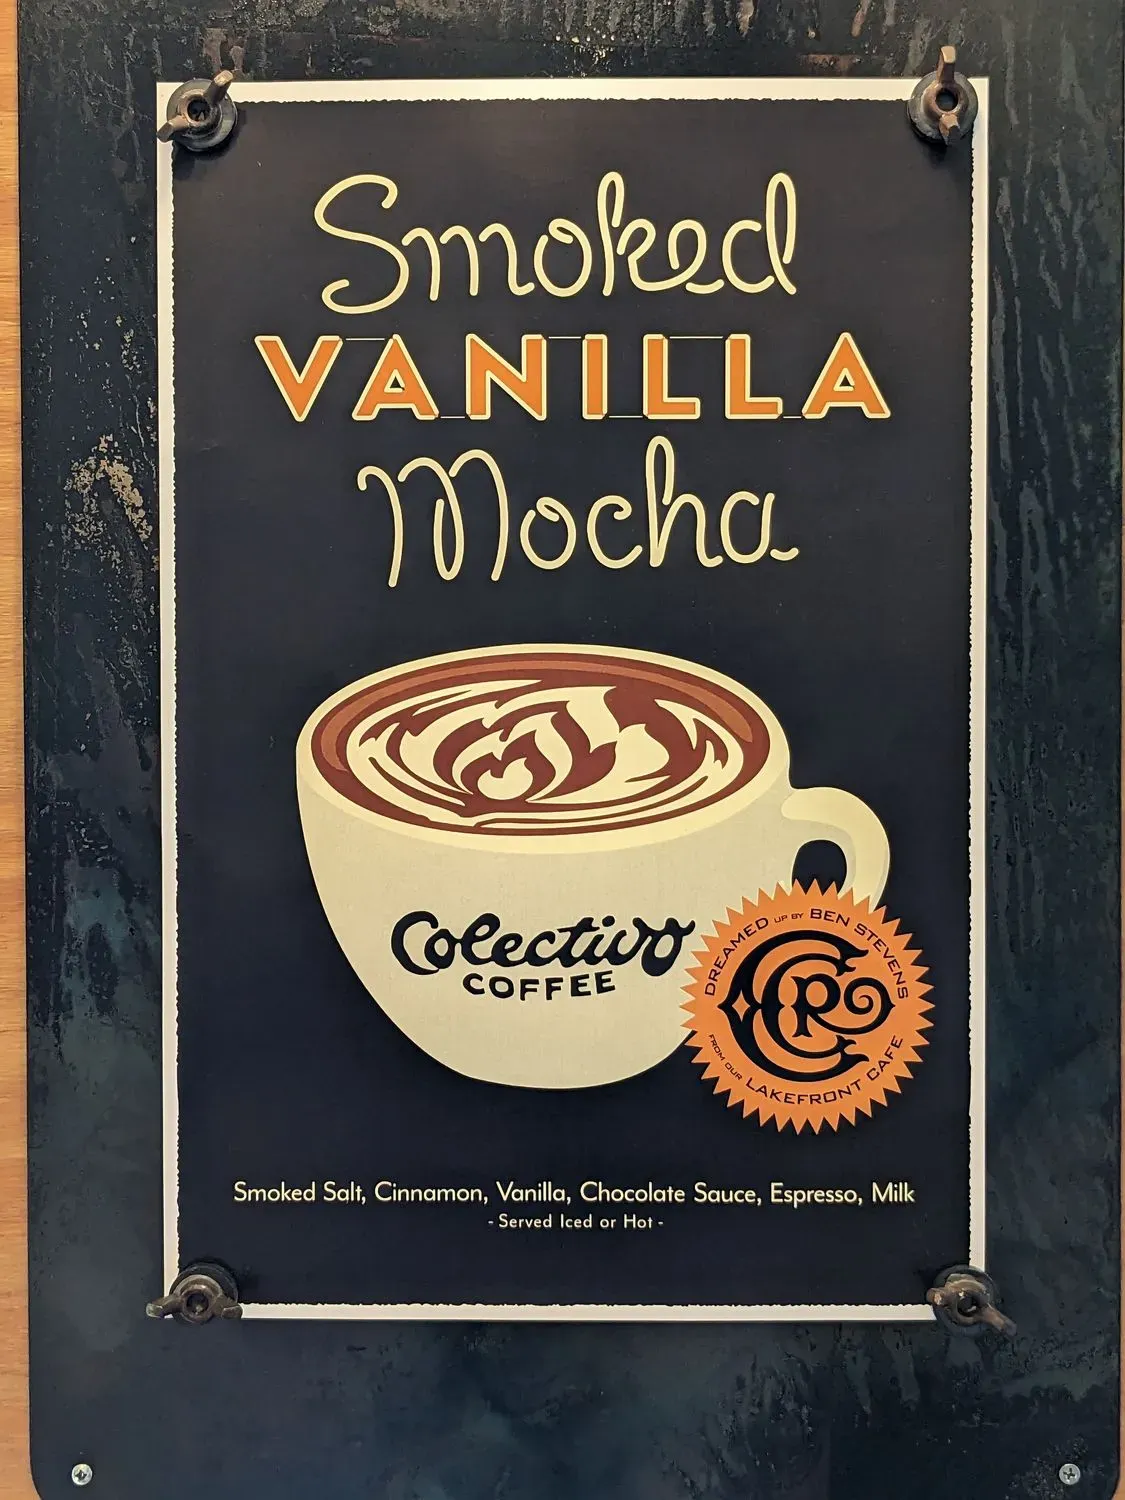 Smoked
VANILLA
Mocha
Colectivo
COFFEE
DREAMED UP BY BEN STEVENS
CCR
FROM OUR LAKEFRONT CAFE
Smoked Salt, Cinnamon, Vanilla, Chocolate Sauce, Espresso, Milk
- Served Iced or Hot -